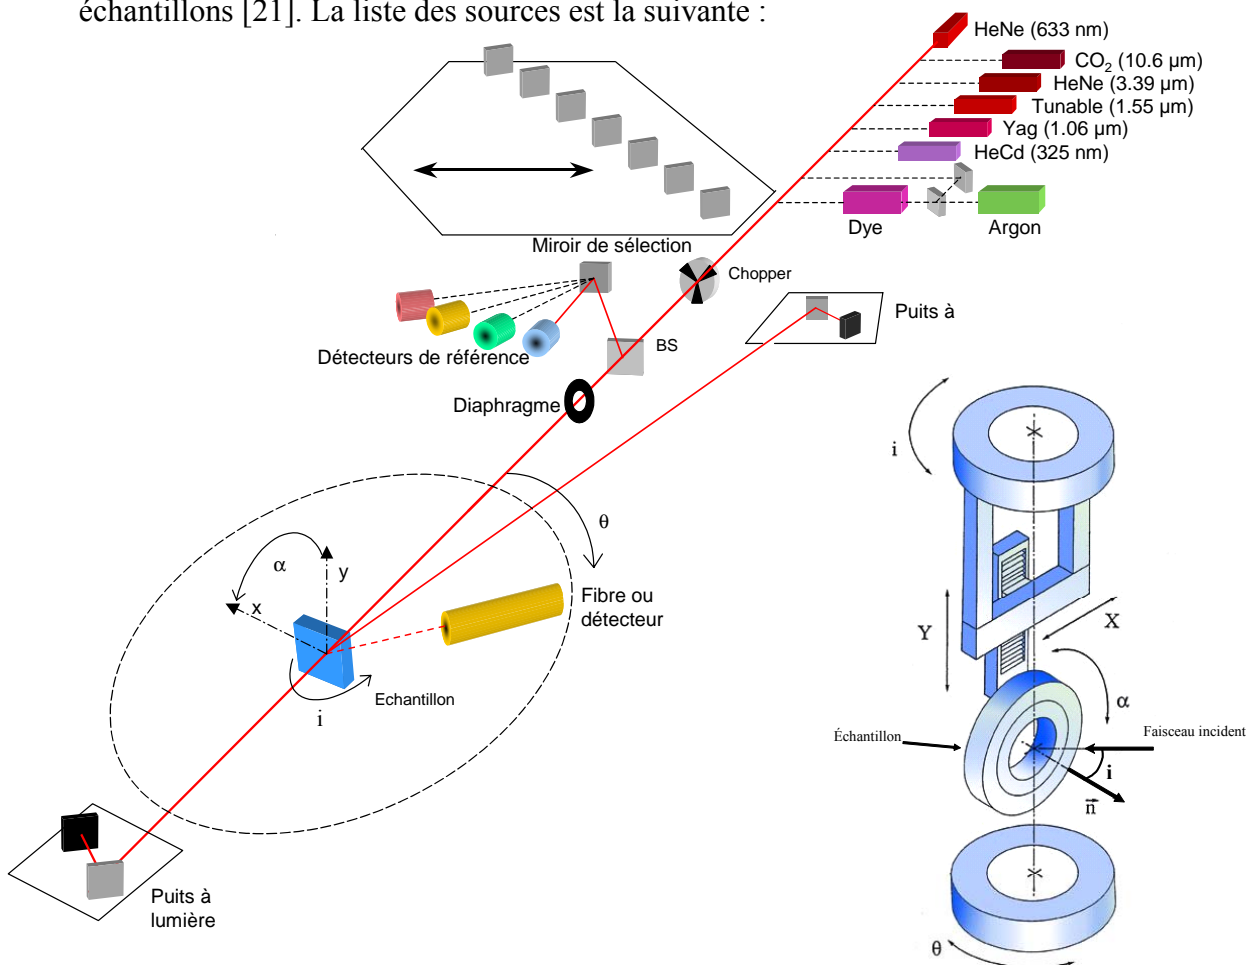 échantillons [21]. La liste des sources est la suivante :
HeNe (633 nm)
CO2 (10.6 µm)
HeNe (3.39 µm)
Tunable (1.55 µm)
Yag (1.06 µm)
HeCd (325 nm)
Dye
Argon
Miroir de sélection
Chopper
Puits à
BS
Détecteurs de référence
Diaphragme
i
θ
α
y
x
Fibre ou
détecteur
Echantillon
i
Y
X
α
Échantillon
Faisceau incident
i
n
Puits à
lumière
θ